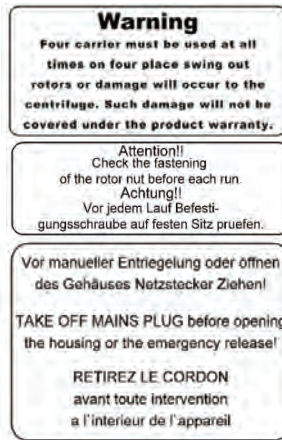 Warning
Four carrier must be used at all
times on four place swing out
rotors or damage will occur to the
centrifuge. Such damage will not be
covered under the product warranty.
Attention!!
Check the fastening
of the rotor nut before each run.
Achtung!!
Vor jedem Lauf Befesti-
gungsschraube auf festen Sitz pruefen.
Vor manueller Entriegelung oder öffnen
des Gehäuses Netzstecker Ziehen!
TAKE OFF MAINS PLUG before opening
the housing or the emergency release!
RETIREZ LE CORDON
avant toute intervention
a l'interieur de l'appareil